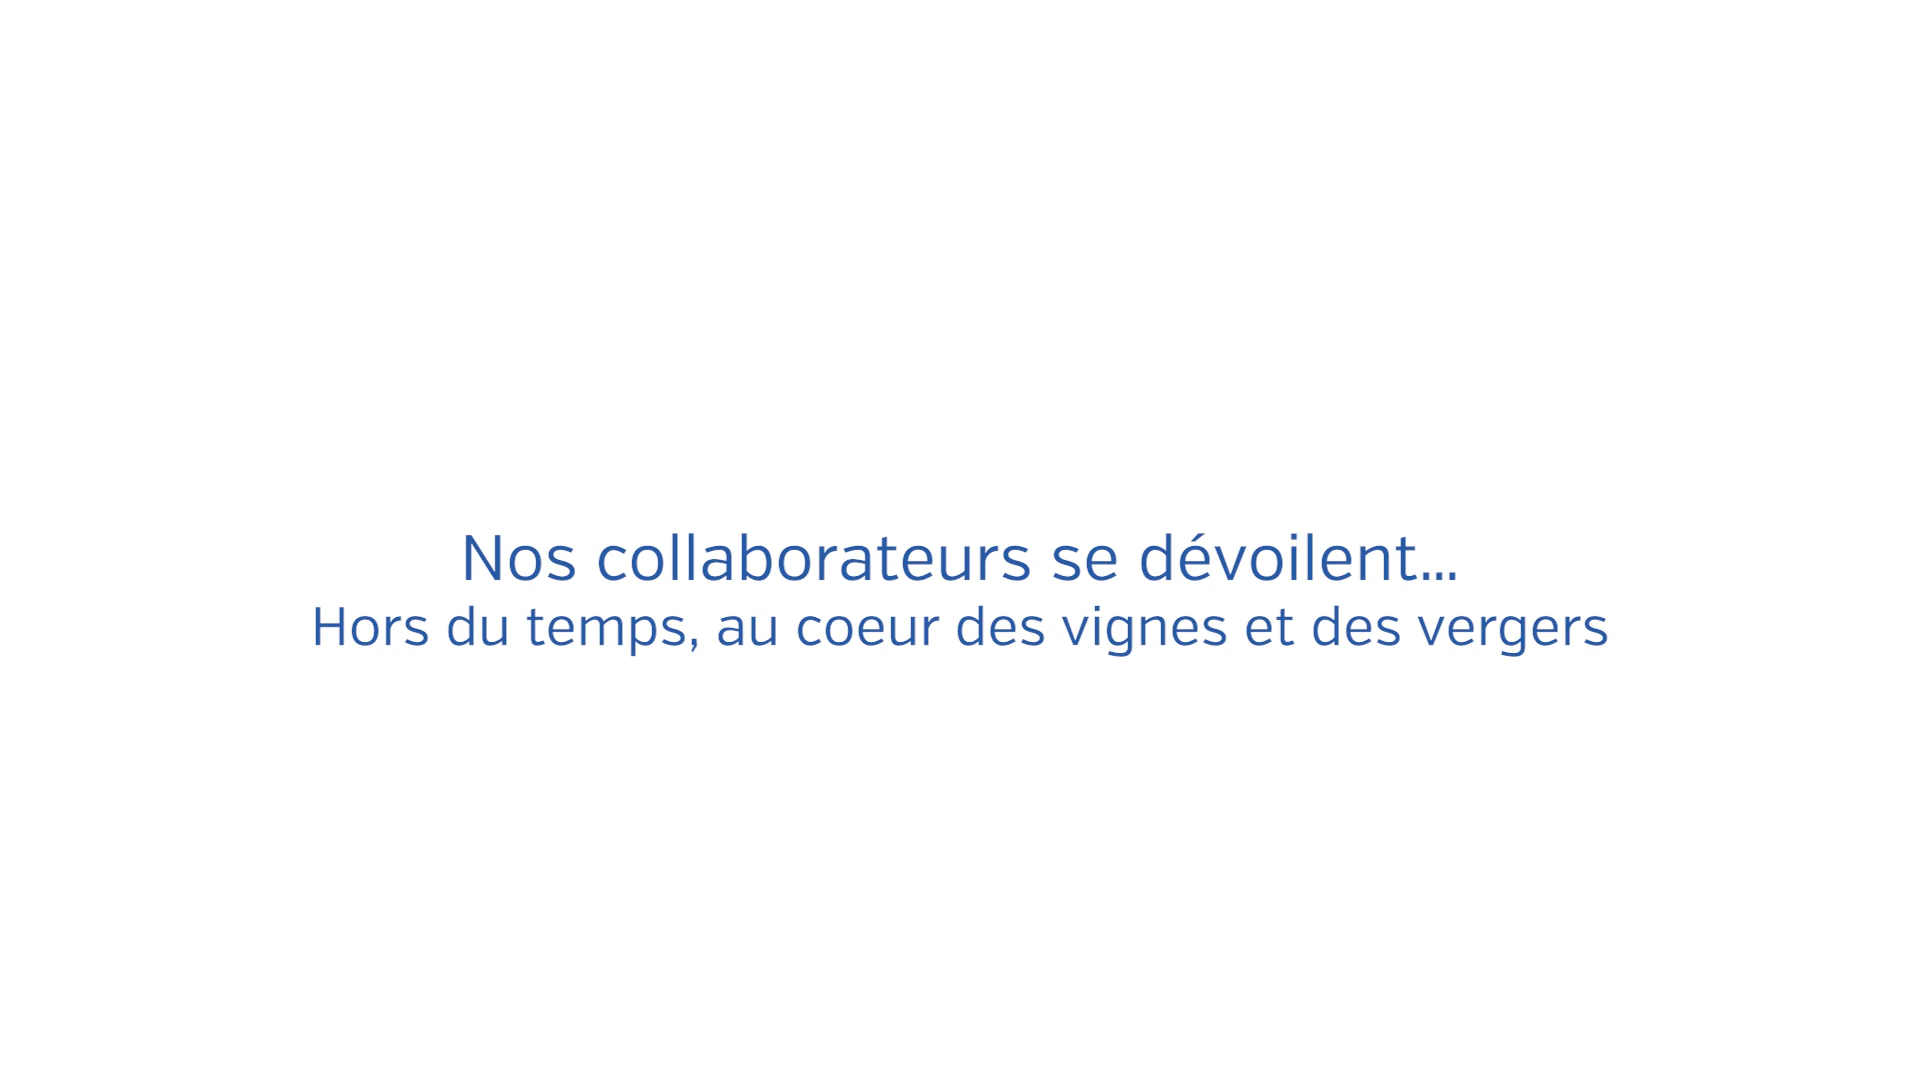 Nos collaborateurs se dévoilent...
Hors du temps, au coeur des vignes et des vergers